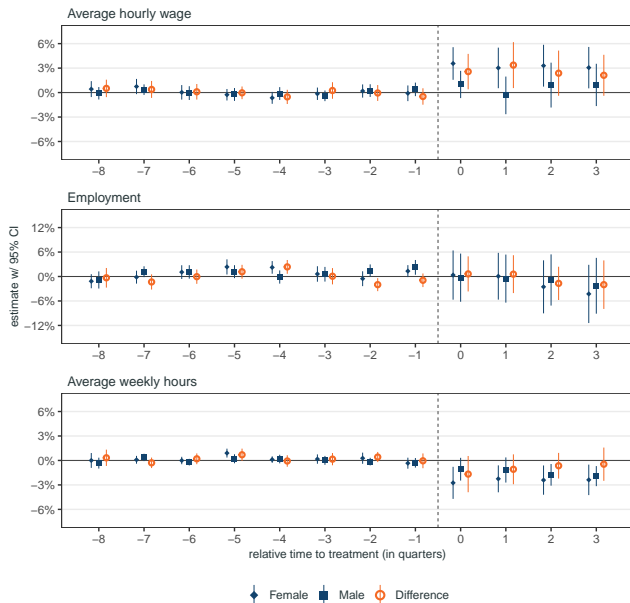 Average hourly wage
6%
3%
0%
−3%
−6%
−8 −7 −6 −5 −4 −3 −2 −1 0 1 2 3
Employment
12%
6%
0%
−6%
−12%
−8 −7 −6 −5 −4 −3 −2 −1 0 1 2 3
estimate w/ 95% CI
Average weekly hours
6%
3%
0%
−3%
−6%
−8 −7 −6 −5 −4 −3 −2 −1 0 1 2 3
relative time to treatment (in quarters)
Female Male Difference